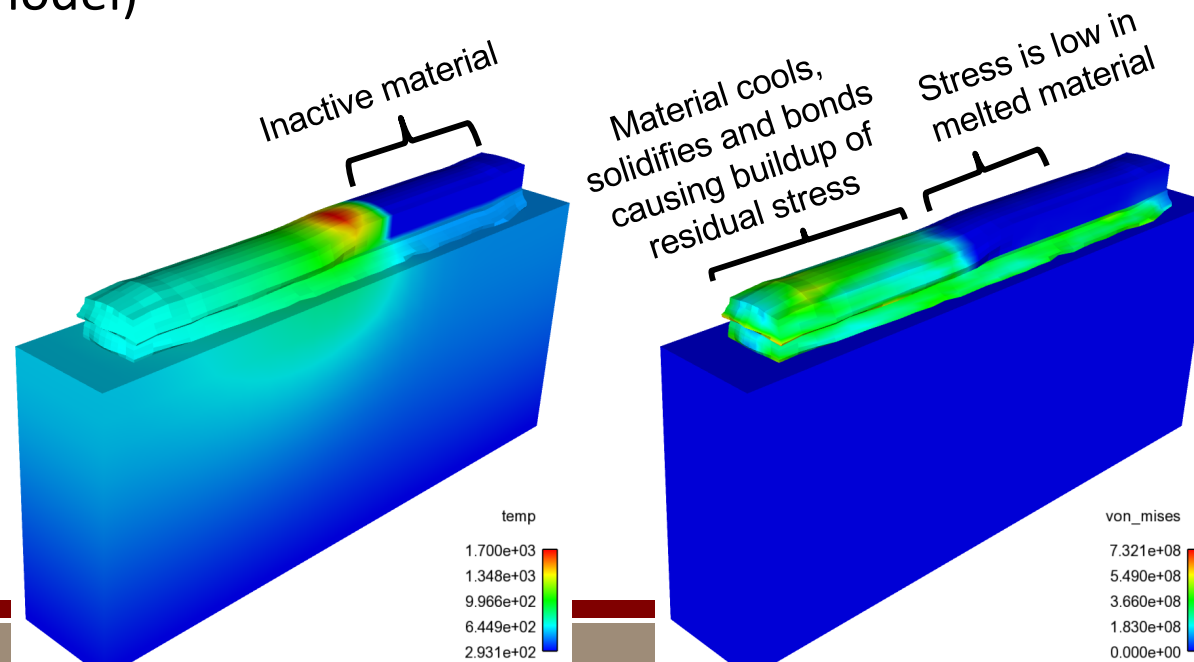 model)
Inactive material
Material cools,
solidifies and bonds
causing buildup of
residual stress
Stress is low in
melted material
temp
1.700e+03
1.348e+03
9.966e+02
6.449e+02
2.931e+02
von_mises
7.321e+08
5.490e+08
3.660e+08
1.830e+08
0.000e+00